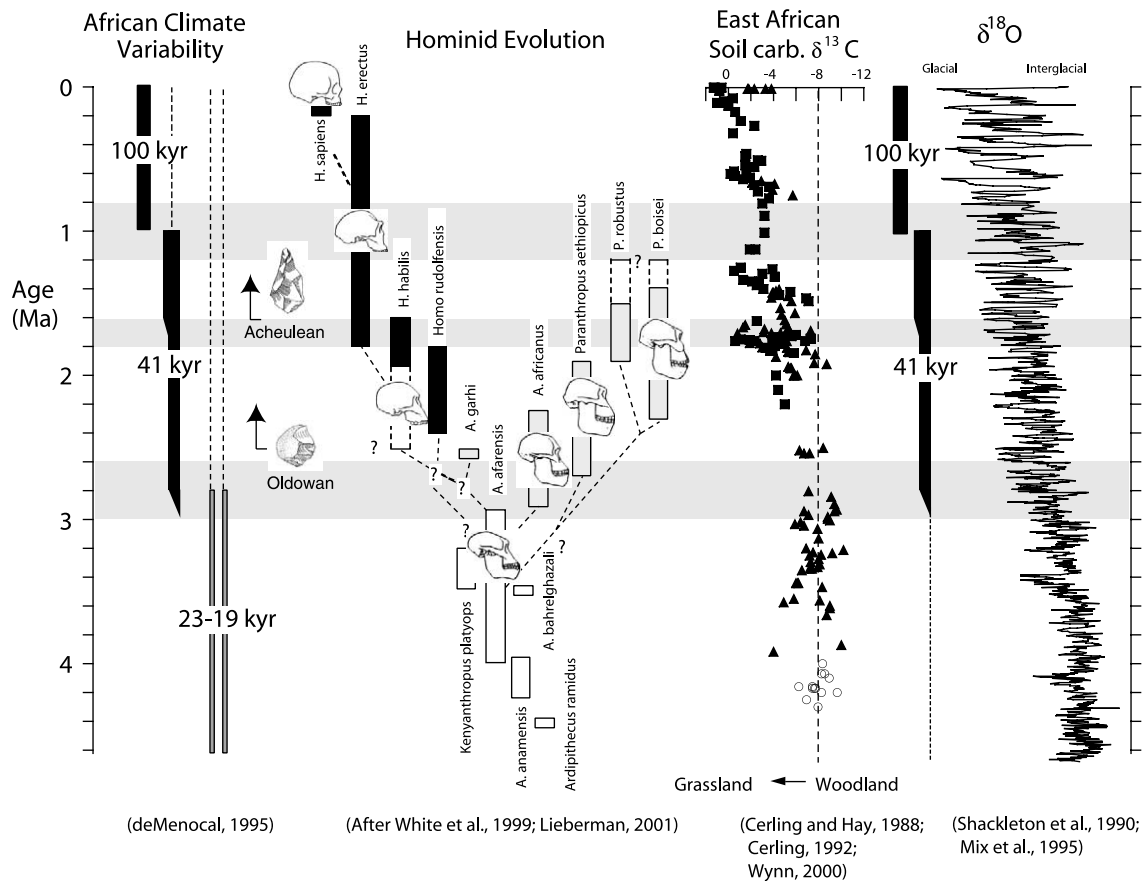 African Climate
Variability
Hominid Evolution
East African
Soil carb. δ¹³ C
δ¹⁸O
0 -4 -8 -12
Glacial Interglacial
0
1
2
3
4
Age
(Ma)
100 kyr
41 kyr
23-19 kyr
Acheulean
Oldowan
H. sapiens
H. erectus
H. habilis
Homo rudolfensis
A. garhi
A. afarensis
A. africanus
Paranthropus aethiopicus
P. robustus
P. boisei
?
?
?
?
?
?
Kenyanthropus platyops
A. bahrelghazali
A. anamensis
Ardipithecus ramidus
100 kyr
41 kyr
Grassland ← Woodland
(deMenocal, 1995)
(After White et al., 1999; Lieberman, 2001)
(Cerling and Hay, 1988;
Cerling, 1992;
Wynn, 2000)
(Shackleton et al., 1990;
Mix et al., 1995)